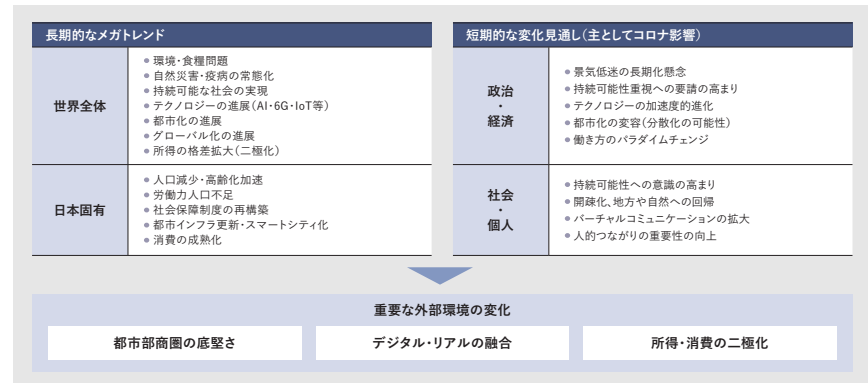 長期的なメガトレンド
世界全体
● 環境・食糧問題
● 自然災害・疫病の常態化
● 持続可能な社会の実現
● テクノロジーの進展(AI・6G・IoT等)
● 都市化の進展
● グローバル化の進展
● 所得の格差拡大(二極化)
日本固有
● 人口減少・高齢化加速
● 労働力人口不足
● 社会保障制度の再構築
● 都市インフラ更新・スマートシティ化
● 消費の成熟化
短期的な変化見通し(主としてコロナ影響)
政治
・
経済
● 景気低迷の長期化懸念
● 持続可能性重視への要請の高まり
● テクノロジーの加速度的進化
● 都市化の変容(分散化の可能性)
● 働き方のパラダイムチェンジ
社会
・
個人
● 持続可能性への意識の高まり
● 開疎化、地方や自然への回帰
● バーチャルコミュニケーションの拡大
● 人的つながりの重要性の向上
重要な外部環境の変化
都市部商圏の底堅さ
デジタル・リアルの融合
所得・消費の二極化